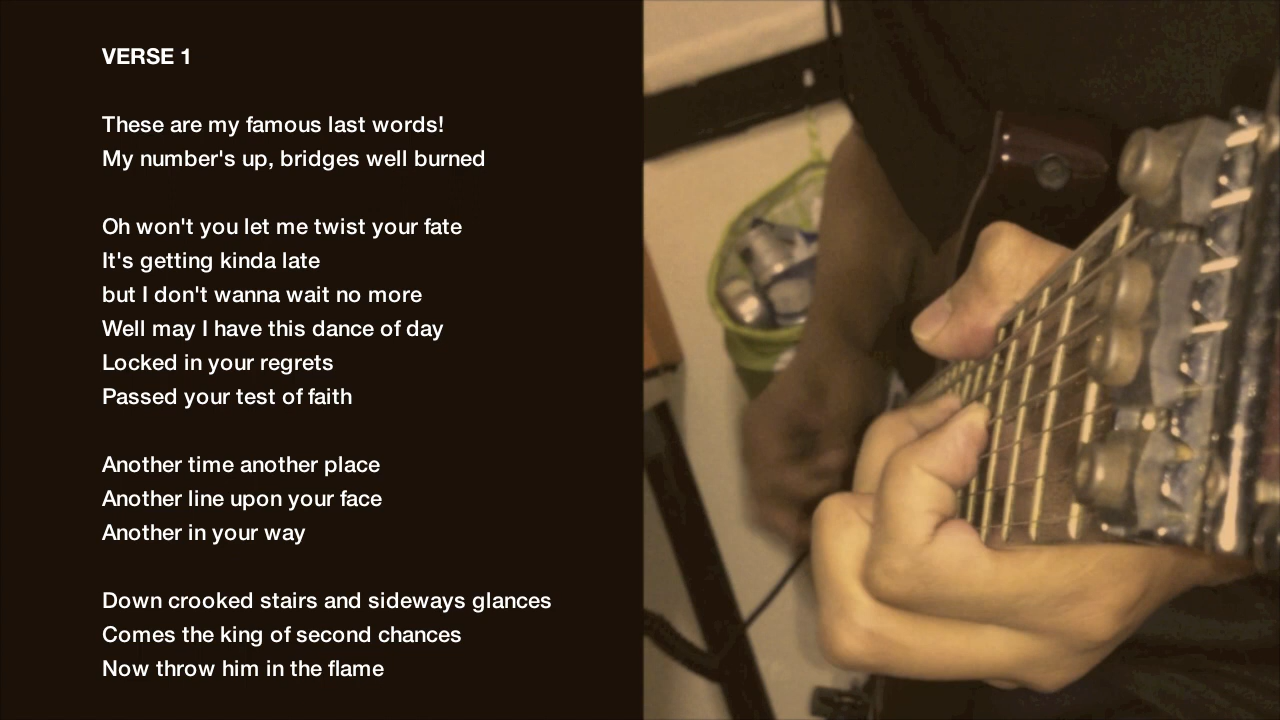 VERSE 1
These are my famous last words!
My number's up, bridges well burned
Oh won't you let me twist your fate
It's getting kinda late
but I don't wanna wait no more
Well may I have this dance of day
Locked in your regrets
Passed your test of faith
Another time another place
Another line upon your face
Another in your way
Down crooked stairs and sideways glances
Comes the king of second chances
Now throw him in the flame